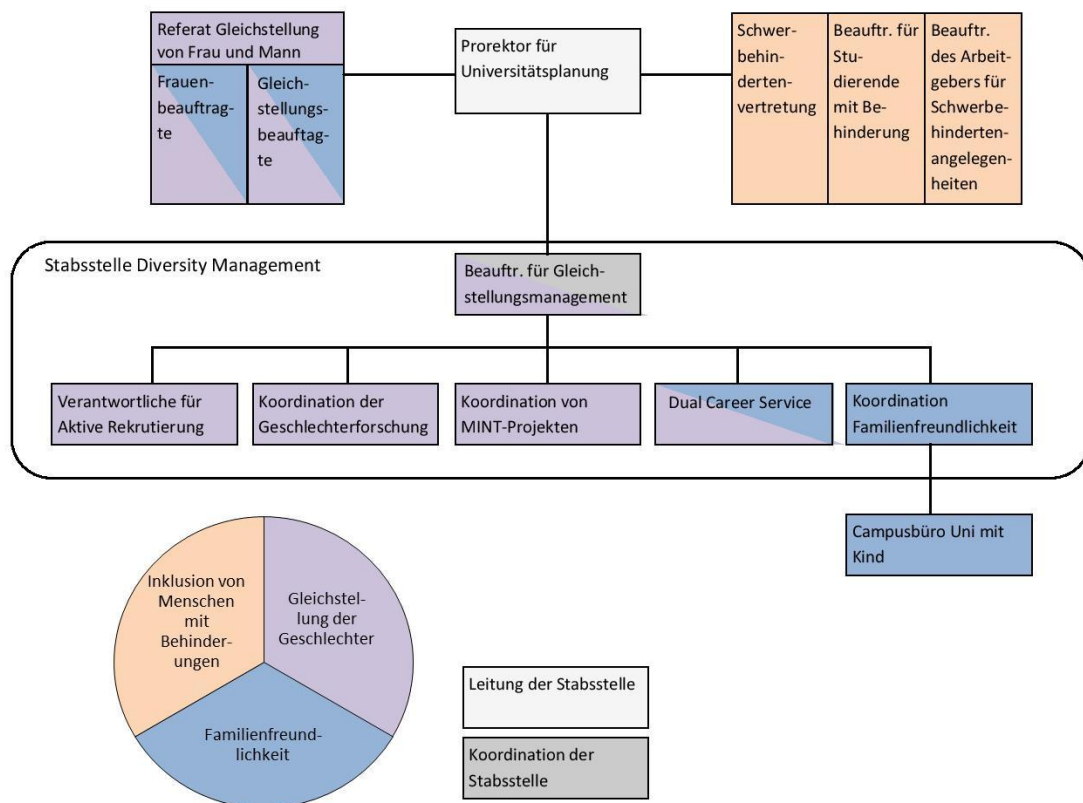 Referat Gleichstellung
von Frau und Mann
Frauen-
beauftrag-
te
Gleich-
stellungs-
beauftag-
te
Prorektor für
Universitätsplanung
Schwer-
behin-
derten-
vertretung
Beauftr. für
Stu-
dierende
mit Be-
hinderung
Beauftr.
des Arbeit-
gebers für
Schwerbe-
hinderten-
angelegen-
heiten
Stabsstelle Diversity Management
Beauftr. für Gleich-
stellungsmanagement
Verantwortliche für
Aktive Rekrutierung
Koordination der
Geschlechterforschung
Koordination von
MINT-Projekten
Dual Career Service
Koordination
Familienfreundlichkeit
Campusbüro Uni mit
Kind
Inklusion von
Menschen
mit
Behinder-
ungen
Gleichstel-
lung der
Geschlechter
Familienfreund-
lichkeit
Leitung der Stabsstelle
Koordination der
Stabsstelle